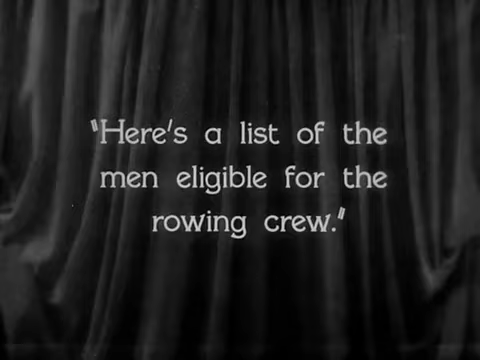 "Here's a list of the
men eligible for the
rowing crew."